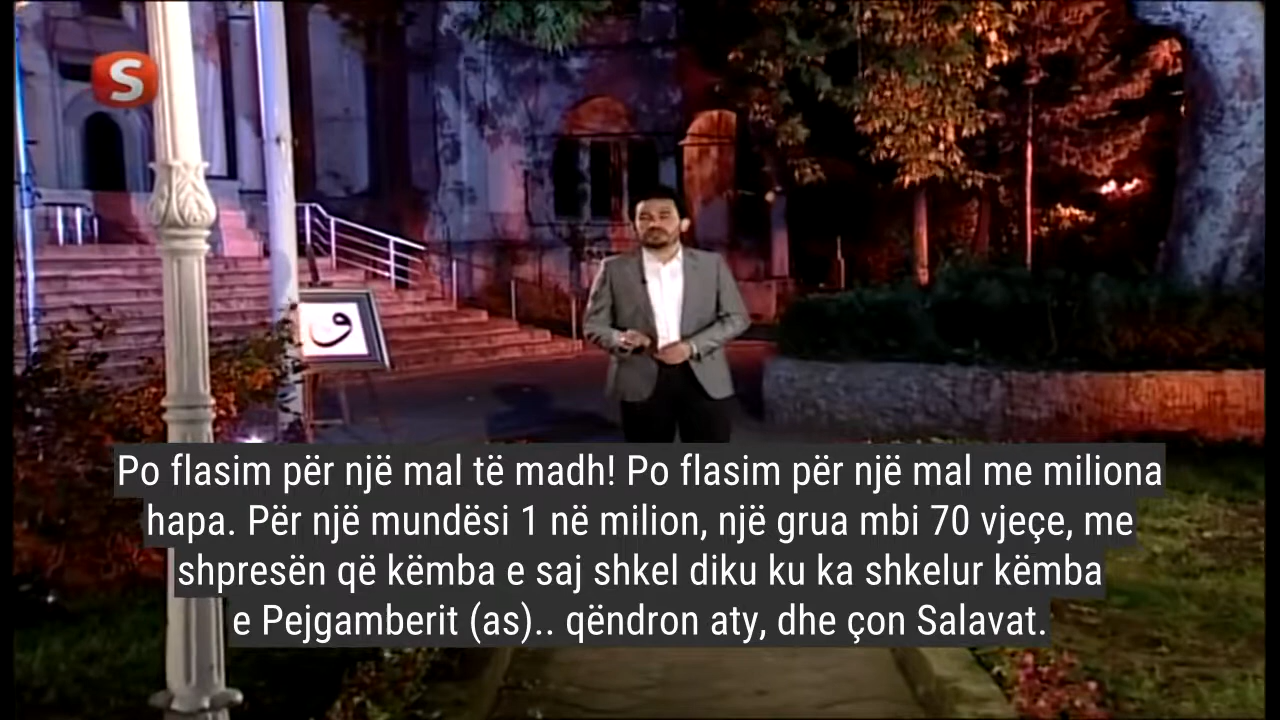 S
و
Po flasim për një mal të madh! Po flasim për një mal me miliona
hapa. Për një mundësi 1 në milion, një grua mbi 70 vjeçe, me
shpresën që këmba e saj shkel diku ku ka shkelur këmba
e Pejgamberit (as).. qëndron aty, dhe çon Salavat.